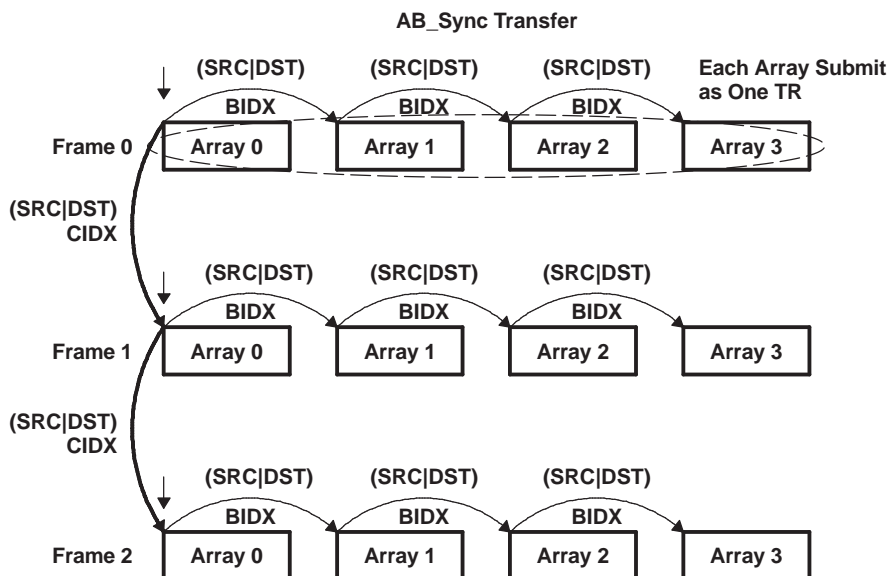 AB_Sync Transfer
(SRC|DST) (SRC|DST) (SRC|DST) Each Array Submit
as One TR
BIDX BIDX BIDX
Frame 0 Array 0 Array 1 Array 2 Array 3
(SRC|DST)
CIDX
(SRC|DST) (SRC|DST) (SRC|DST)
BIDX BIDX BIDX
Frame 1 Array 0 Array 1 Array 2 Array 3
(SRC|DST)
CIDX
(SRC|DST) (SRC|DST) (SRC|DST)
BIDX BIDX BIDX
Frame 2 Array 0 Array 1 Array 2 Array 3